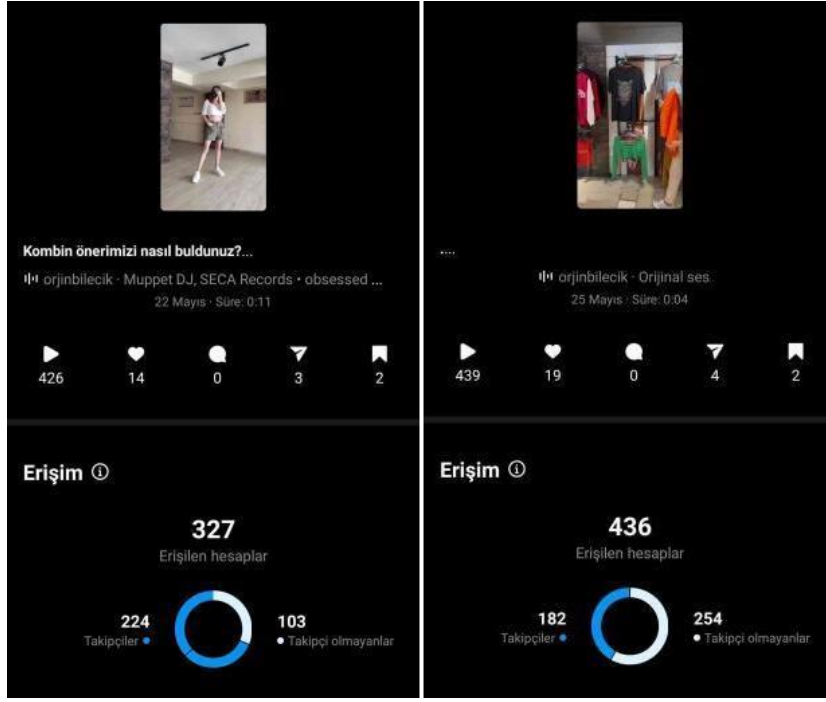 Kombin önerimizi nasıl buldunuz?...
orjinbilecik · Muppet DJ, SECA Records • obsessed ...
22 Mayıs · Süre: 0:11
426 14 0 3 2
Erişim
327
Erişilen hesaplar
224 103
Takipçiler Takipçi olmayanlar
....
orjinbilecik · Orijinal ses
25 Mayıs · Süre: 0:04
439 19 0 4 2
Erişim
436
Erişilen hesaplar
182 254
Takipçiler Takipçi olmayanlar